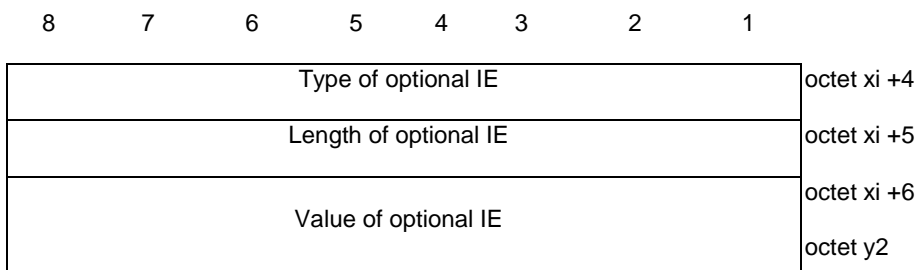 8 7 6 5 4 3 2 1
Type of optional IE octet xi +4
Length of optional IE octet xi +5
octet xi +6
Value of optional IE
octet y2